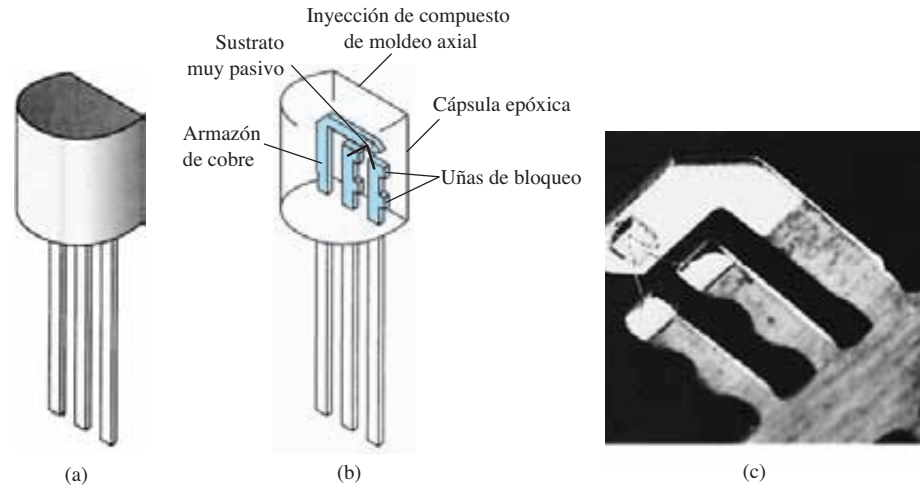 Inyección de compuesto
de moldeo axial
Sustrato
muy pasivo
Cápsula epóxica
Armazón
de cobre
Uñas de bloqueo
(a)
(b)
(c)